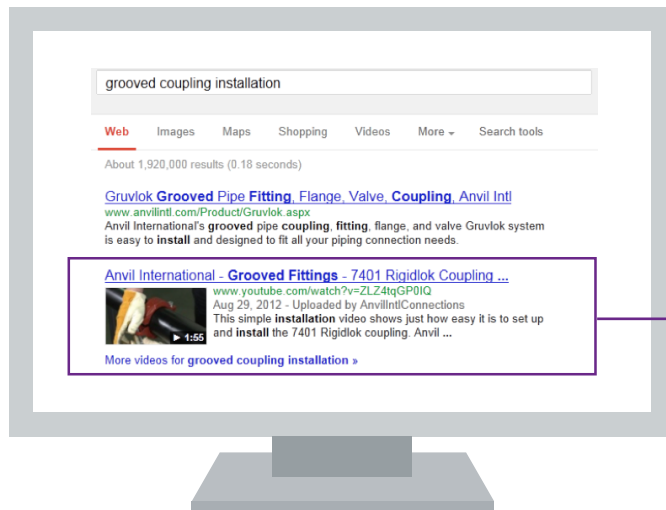 grooved coupling installation
Web Images Maps Shopping Videos More Search tools
About 1,920,000 results (0.18 seconds)
Gruvlok Grooved Pipe Fitting, Flange, Valve, Coupling, Anvil Intl
www.anvilintl.com/Product/Gruvlok.aspx
Anvil International's grooved pipe coupling, fitting, flange, and valve Gruvlok system
is easy to install and designed to fit all your piping connection needs.
Anvil International - Grooved Fittings - 7401 Rigidlok Coupling ...
www.youtube.com/watch?v=ZLZ4tqGP0IQ
Aug 29, 2012 - Uploaded by AnvilIntlConnections
This simple installation video shows just how easy it is to set up
and install the 7401 Rigidlok coupling. Anvil ...
1:55
More videos for grooved coupling installation »